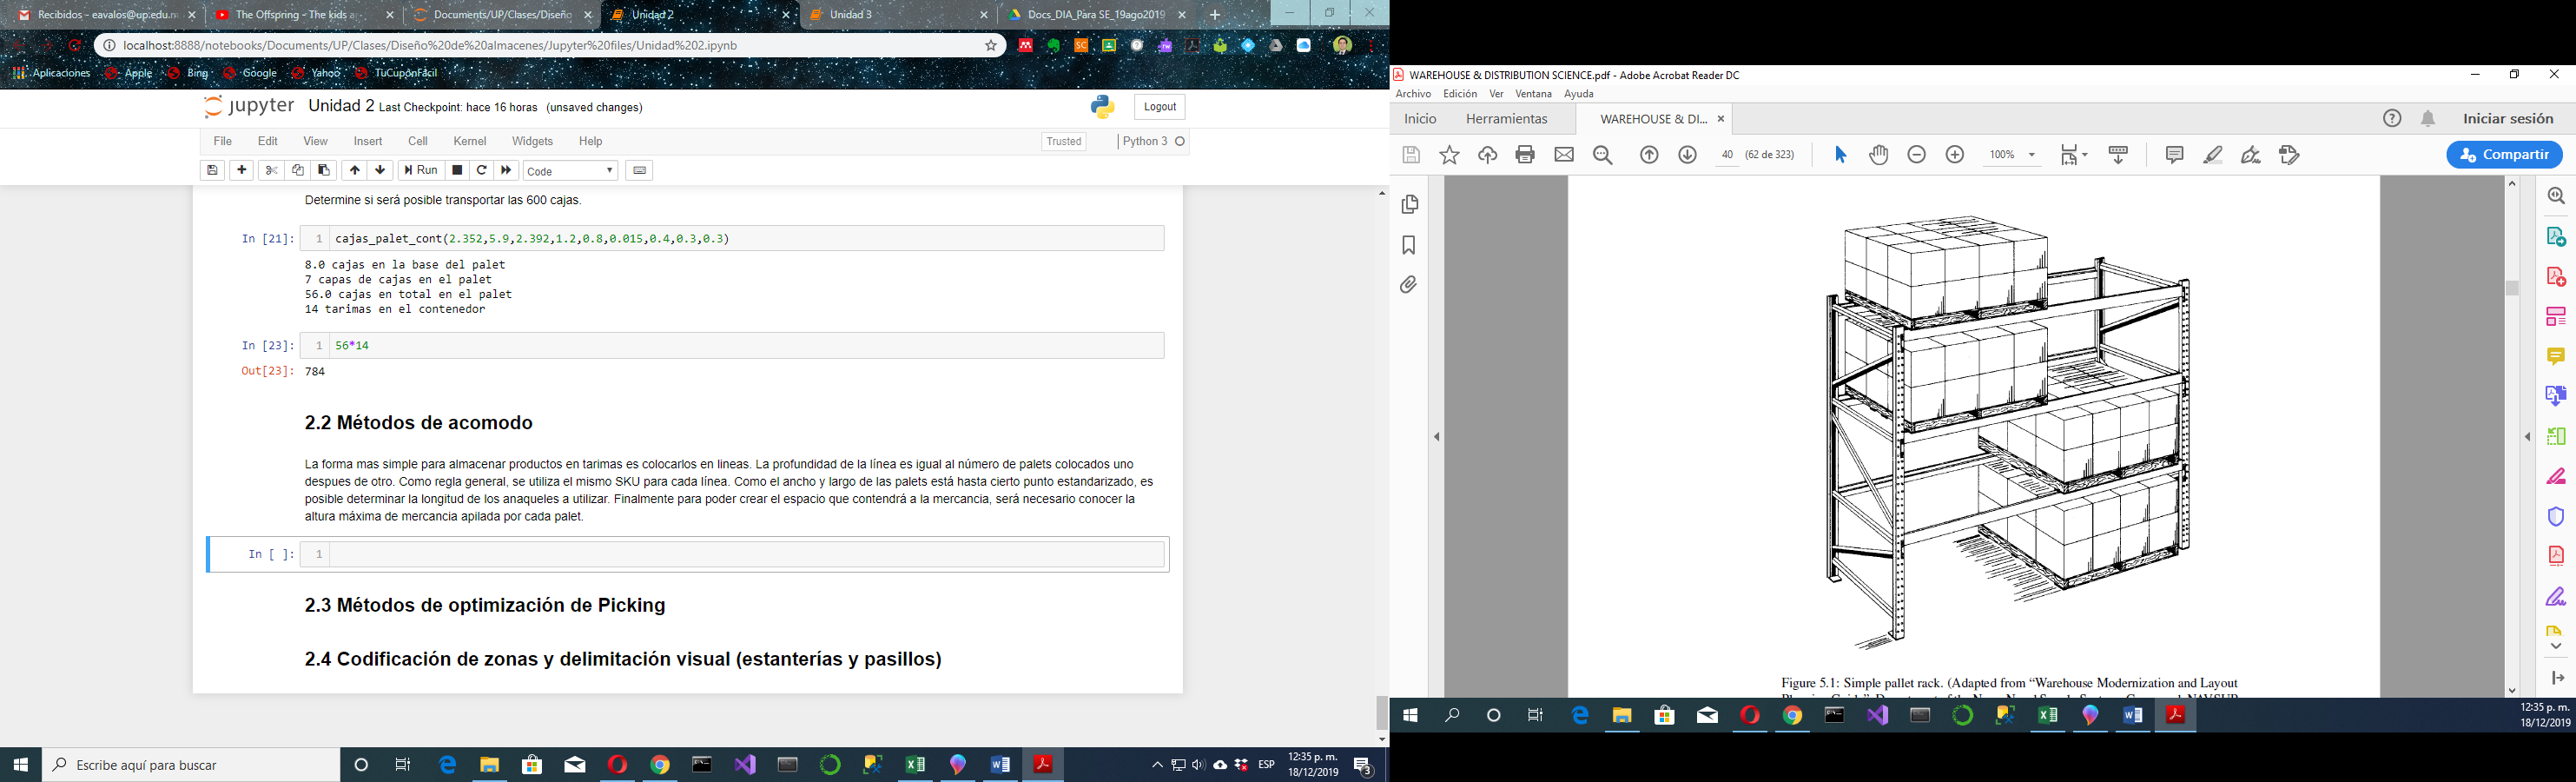 Recibidos - eavalos@up.edu.m
The Offspring - The kids a
Documents/UP/Clases/Diseño
Unidad 2
Unidad 3
Docs_DIA_Para SE_19ago2019
localhost:8888/notebooks/Documents/UP/Clases/Diseño%20de%20almacenes/Jupyter%20files/Unidad%202.ipynb
Aplicaciones Apple Bing Google Yahoo TuCupónFácil
jupyter Unidad 2 Last Checkpoint: hace 16 horas (unsaved changes)
Logout
File Edit View Insert Cell Kernel Widgets Help
Trusted Python 3
Run Code
Determine si será posible transportar las 600 cajas.
In [21]: 1 cajas_palet_cont(2.352,5.9,2.392,1.2,0.8,0.015,0.4,0.3,0.3)
8.0 cajas en la base del palet
7 capas de cajas en el palet
56.0 cajas en total en el palet
14 tarimas en el contenedor
In [23]: 1 56*14
Out[23]: 784
2.2 Métodos de acomodo
La forma mas simple para almacenar productos en tarimas es colocarlos en lineas. La profundidad de la línea es igual al número de palets colocados uno
despues de otro. Como regla general, se utiliza el mismo SKU para cada línea. Como el ancho y largo de las palets está hasta cierto punto estandarizado, es
posible determinar la longitud de los anaqueles a utilizar. Finalmente para poder crear el espacio que contendrá a la mercancia, será necesario conocer la
altura máxima de mercancia apilada por cada palet.
In [ ]: 1
2.3 Métodos de optimización de Picking
2.4 Codificación de zonas y delimitación visual (estanterías y pasillos)
Escribe aquí para buscar
ESP
12:35 p. m.
18/12/2019
3
WAREHOUSE & DISTRIBUTION SCIENCE.pdf - Adobe Acrobat Reader DC
Archivo Edición Ver Ventana Ayuda
Inicio Herramientas WAREHOUSE & DI...
Iniciar sesión
40 (62 de 323) 100%
Compartir
Figure 5.1: Simple pallet rack. (Adapted from “Warehouse Modernization and Layout
12:35 p. m.
18/12/2019